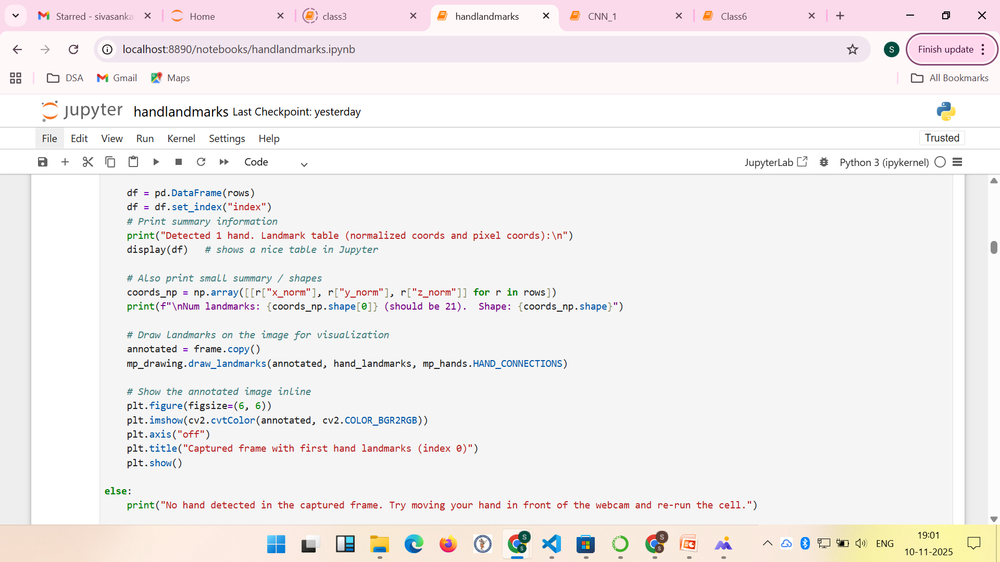 Starred - sivasanka
Home
class3
handlandmarks
CNN_1
Class6
localhost:8890/notebooks/handlandmarks.ipynb
S
Finish update
DSA
Gmail
Maps
All Bookmarks
jupyter
handlandmarks Last Checkpoint: yesterday
File Edit View Run Kernel Settings Help
Trusted
Code
JupyterLab
Python 3 (ipykernel)
df = pd.DataFrame(rows)
df = df.set_index("index")
# Print summary information
print("Detected 1 hand. Landmark table (normalized coords and pixel coords):\n")
display(df)   # shows a nice table in Jupyter
# Also print small summary / shapes
coords_np = np.array([[r["x_norm"], r["y_norm"], r["z_norm"]] for r in rows])
print(f"\nNum landmarks: {coords_np.shape[0]} (should be 21).  Shape: {coords_np.shape}")
# Draw landmarks on the image for visualization
annotated = frame.copy()
mp_drawing.draw_landmarks(annotated, hand_landmarks, mp_hands.HAND_CONNECTIONS)
# Show the annotated image inline
plt.figure(figsize=(6, 6))
plt.imshow(cv2.cvtColor(annotated, cv2.COLOR_BGR2RGB))
plt.axis("off")
plt.title("Captured frame with first hand landmarks (index 0)")
plt.show()
else:
print("No hand detected in the captured frame. Try moving your hand in front of the webcam and re-run the cell.")
ENG
19:01
10-11-2025